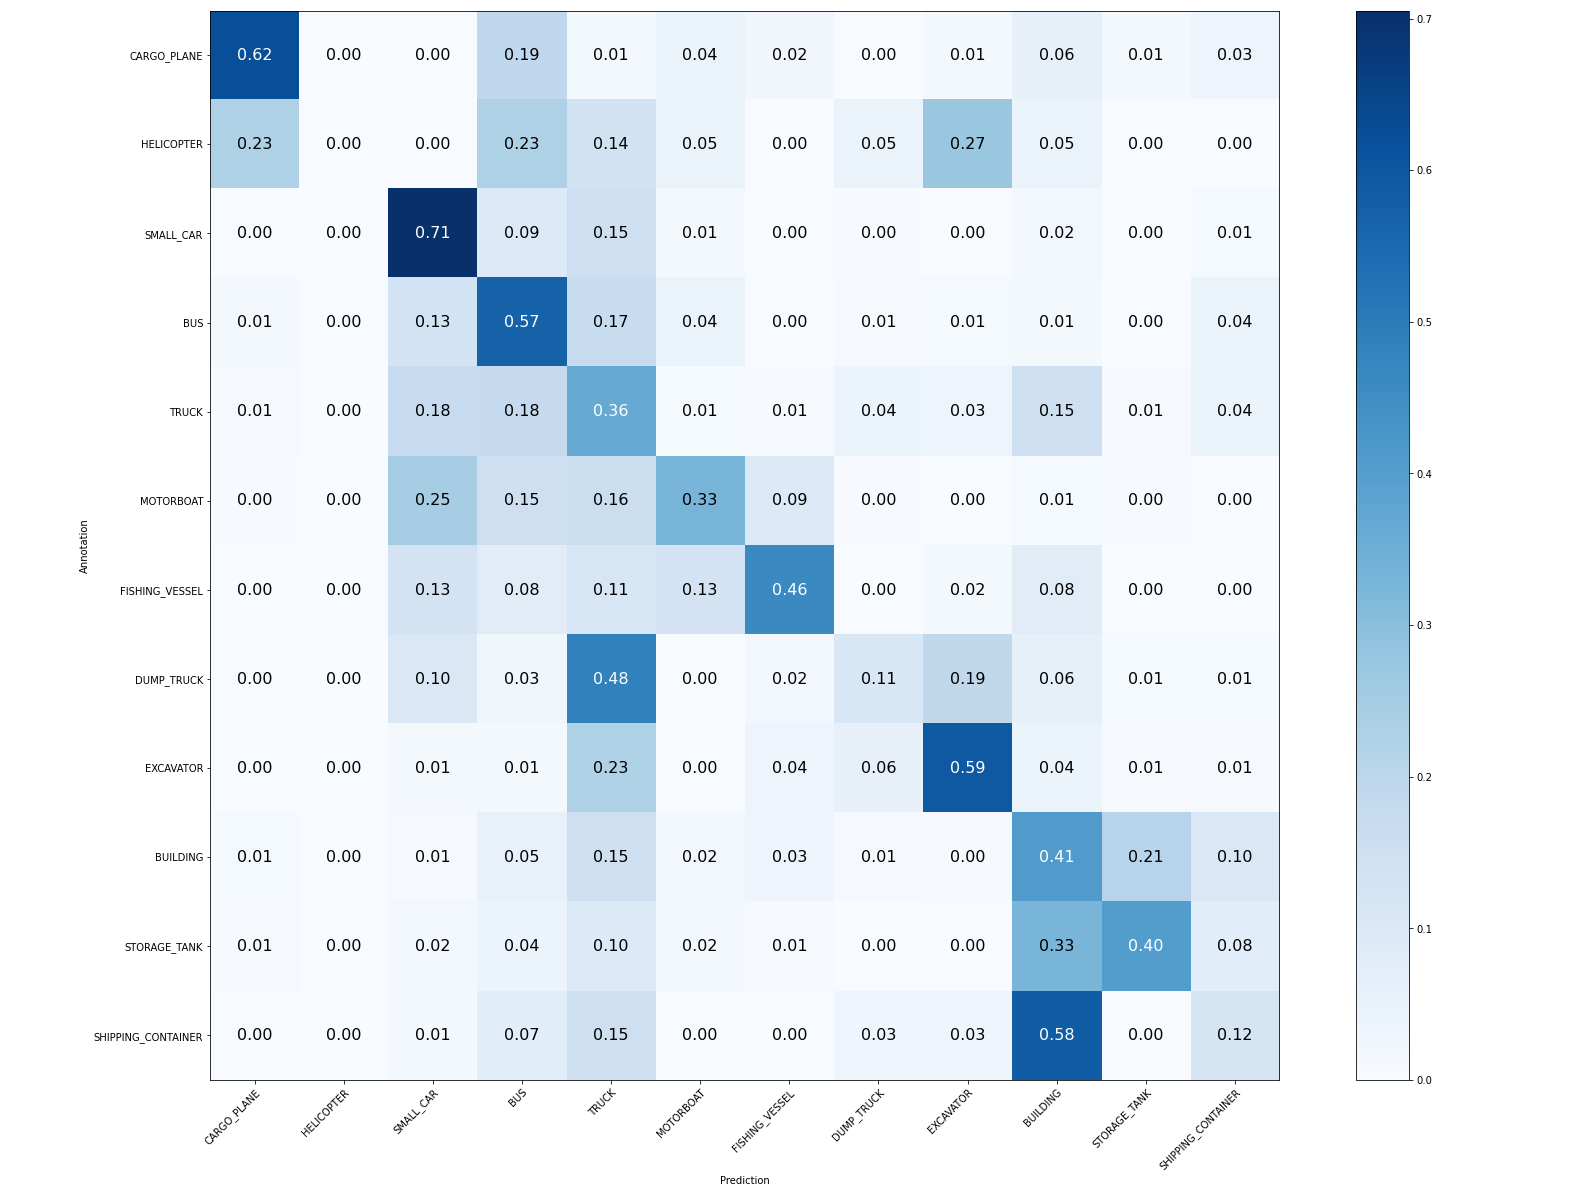 CARGO_PLANE 0.62 0.00 0.00 0.19 0.01 0.04 0.02 0.00 0.01 0.06 0.01 0.03
HELICOPTER 0.23 0.00 0.00 0.23 0.14 0.05 0.00 0.05 0.27 0.05 0.00 0.00
SMALL_CAR 0.00 0.00 0.71 0.09 0.15 0.01 0.00 0.00 0.00 0.02 0.00 0.01
BUS 0.01 0.00 0.13 0.57 0.17 0.04 0.00 0.01 0.01 0.01 0.00 0.04
TRUCK 0.01 0.00 0.18 0.18 0.36 0.01 0.01 0.04 0.03 0.15 0.01 0.04
MOTORBOAT 0.00 0.00 0.25 0.15 0.16 0.33 0.09 0.00 0.00 0.01 0.00 0.00
FISHING_VESSEL 0.00 0.00 0.13 0.08 0.11 0.13 0.46 0.00 0.02 0.08 0.00 0.00
DUMP_TRUCK 0.00 0.00 0.10 0.03 0.48 0.00 0.02 0.11 0.19 0.06 0.01 0.01
EXCAVATOR 0.00 0.00 0.01 0.01 0.23 0.00 0.04 0.06 0.59 0.04 0.01 0.01
BUILDING 0.01 0.00 0.01 0.05 0.15 0.02 0.03 0.01 0.00 0.41 0.21 0.10
STORAGE_TANK 0.01 0.00 0.02 0.04 0.10 0.02 0.01 0.00 0.00 0.33 0.40 0.08
SHIPPING_CONTAINER 0.00 0.00 0.01 0.07 0.15 0.00 0.00 0.03 0.03 0.58 0.00 0.12
Annotation
CARGO_PLANE HELICOPTER SMALL_CAR BUS TRUCK MOTORBOAT FISHING_VESSEL DUMP_TRUCK EXCAVATOR BUILDING STORAGE_TANK SHIPPING_CONTAINER
Prediction
0.7
0.6
0.5
0.4
0.3
0.2
0.1
0.0